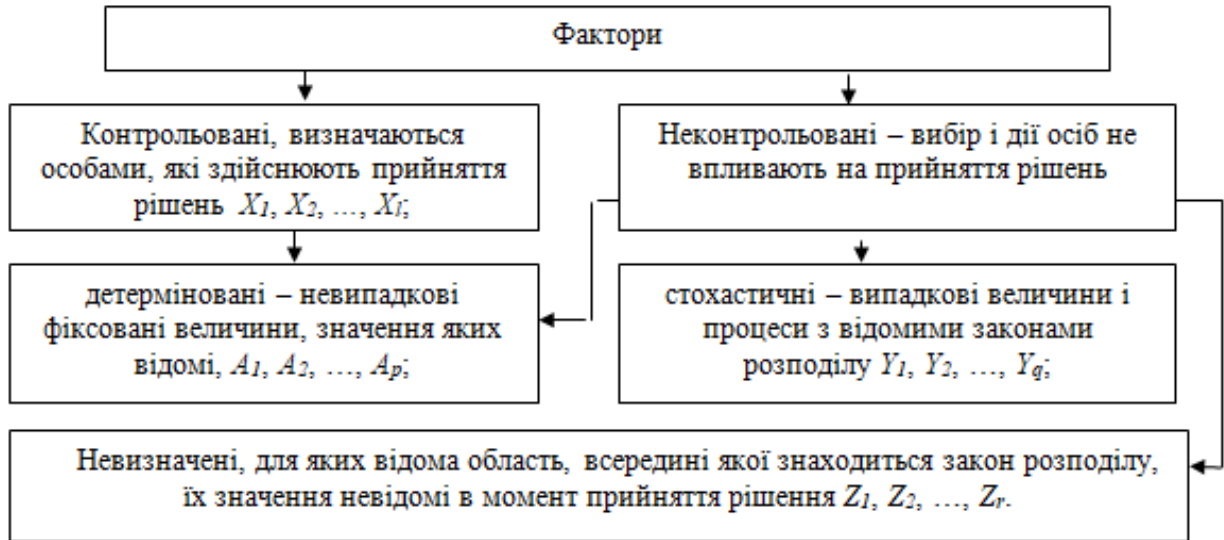 Фактори
Контрольовані, визначаються
особами, які здійснюють прийняття
рішень X1, X2, …, Xl;
Неконтрольовані – вибір і дії осіб не
впливають на прийняття рішень
детерміновані – невипадкові
фіксовані величини, значення яких
відомі, A1, A2, …, Ap;
стохастичні – випадкові величини і
процеси з відомими законами
розподілу Y1, Y2, …, Yq;
Невизначені, для яких відома область, всередині якої знаходиться закон розподілу,
їх значення невідомі в момент прийняття рішення Z1, Z2, …, Zr.